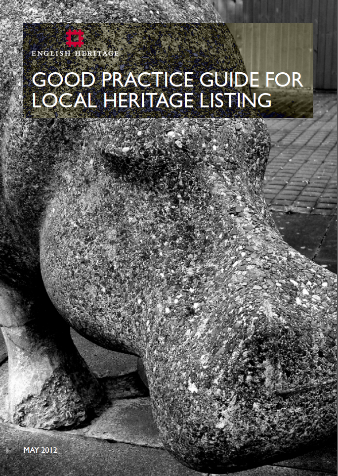 ENGLISH HERITAGE
GOOD PRACTICE GUIDE FOR
LOCAL HERITAGE LISTING
MAY 2012